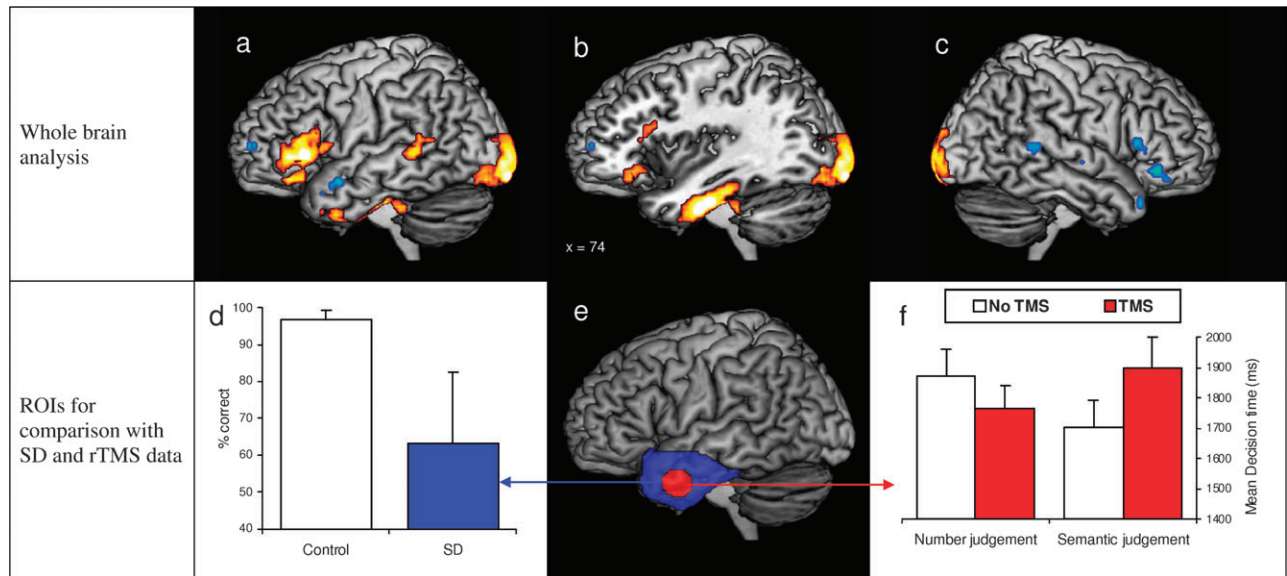 Whole brain
analysis
a
b
c
x = 74
ROIs for
comparison with
SD and rTMS data
d
% correct
100
90
80
70
60
50
40
Control
SD
e
f
No TMS
TMS
2000
1900
1800
1700
1600
1500
1400
Mean Decision time (ms)
Number judgement
Semantic judgement